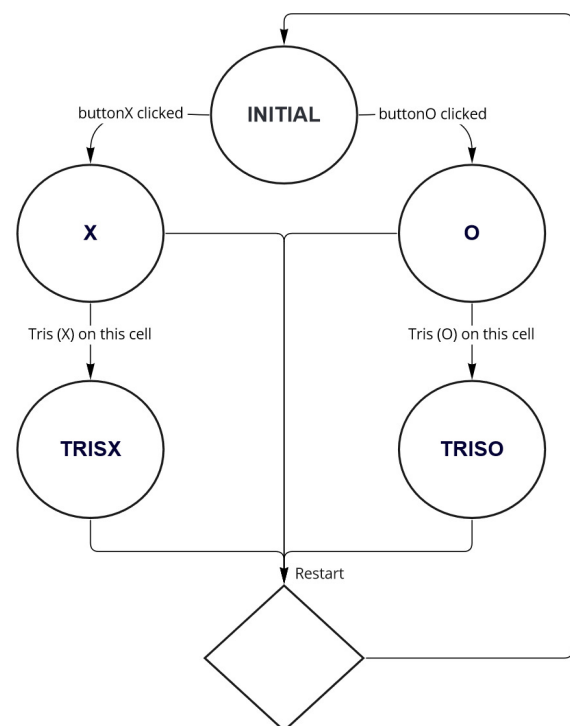 INITIAL
buttonX clicked
buttonO clicked
X
O
Tris (X) on this cell
Tris (O) on this cell
TRISX
TRISO
Restart